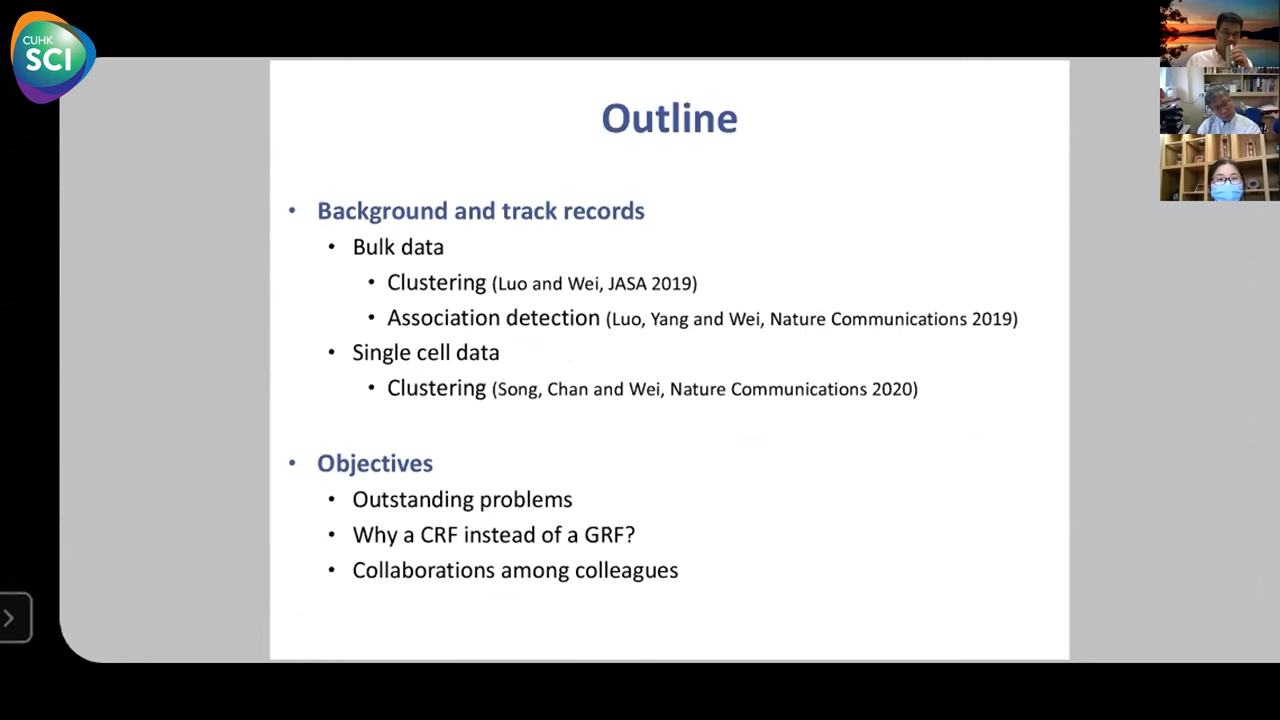 CUHK
SCI
Outline
• Background and track records
• Bulk data
• Clustering (Luo and Wei, JASA 2019)
• Association detection (Luo, Yang and Wei, Nature Communications 2019)
• Single cell data
• Clustering (Song, Chan and Wei, Nature Communications 2020)
• Objectives
• Outstanding problems
• Why a CRF instead of a GRF?
• Collaborations among colleagues